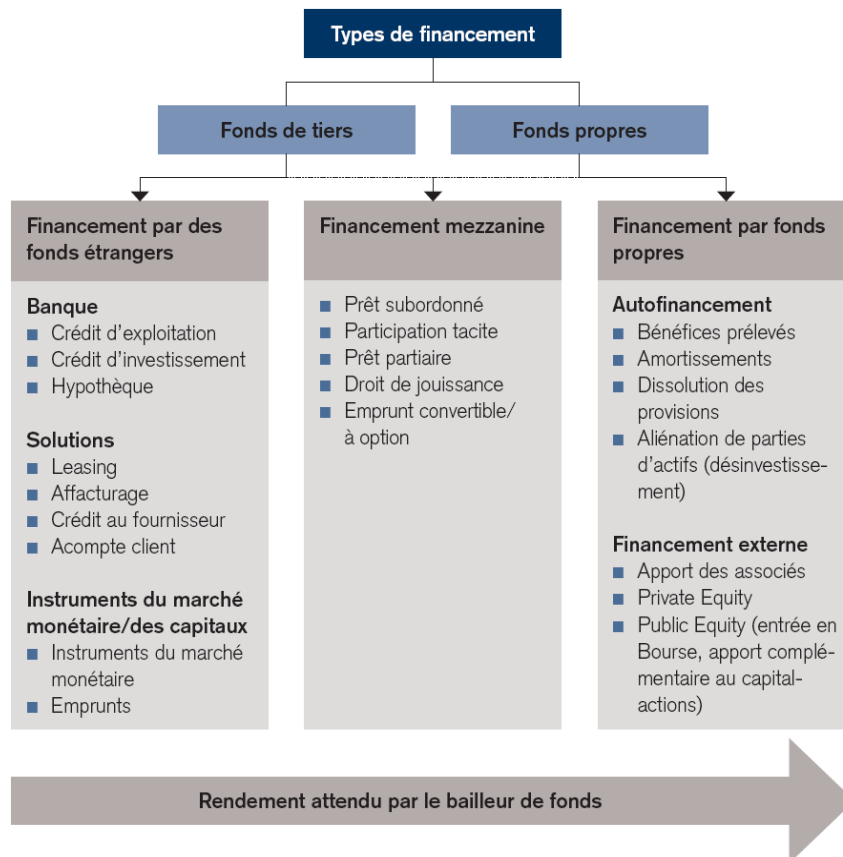 Types de financement
Fonds de tiers
Fonds propres
Financement par des
fonds étrangers
Banque
Crédit d'exploitation
Crédit d'investissement
Hypothèque
Solutions
Leasing
Affacturage
Crédit au fournisseur
Acompte client
Instruments du marché
monétaire/des capitaux
Instruments du marché
monétaire
Emprunts
Financement mezzanine
Prêt subordonné
Participation tacite
Prêt partiaire
Droit de jouissance
Emprunt convertible/
à option
Financement par fonds
propres
Autofinancement
Bénéfices prélevés
Amortissements
Dissolution des
provisions
Aliénation de parties
d'actifs (désinvestisse-
ment)
Financement externe
Apport des associés
Private Equity
Public Equity (entrée en
Bourse, apport complé-
mentaire au capital-
actions)
Rendement attendu par le bailleur de fonds